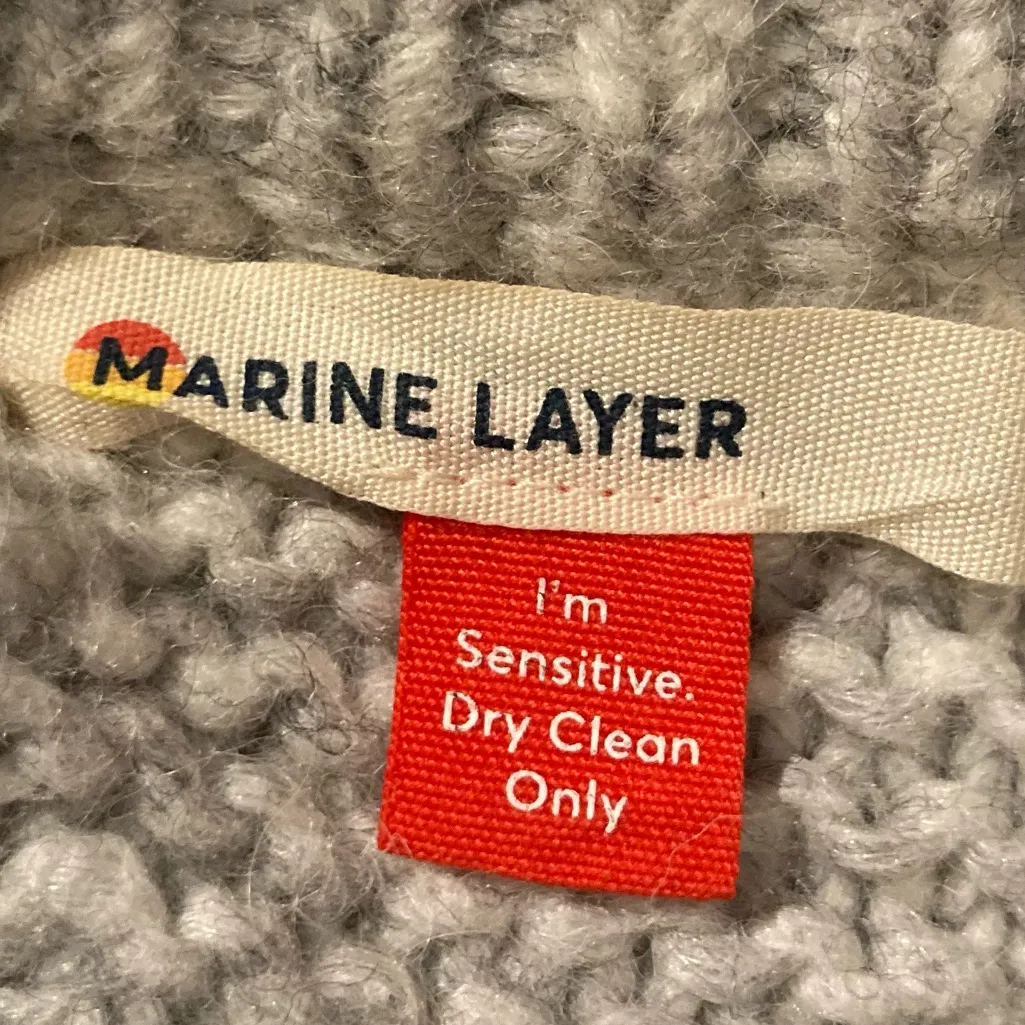 MARINE LAYER
I'm
Sensitive.
Dry Clean
Only